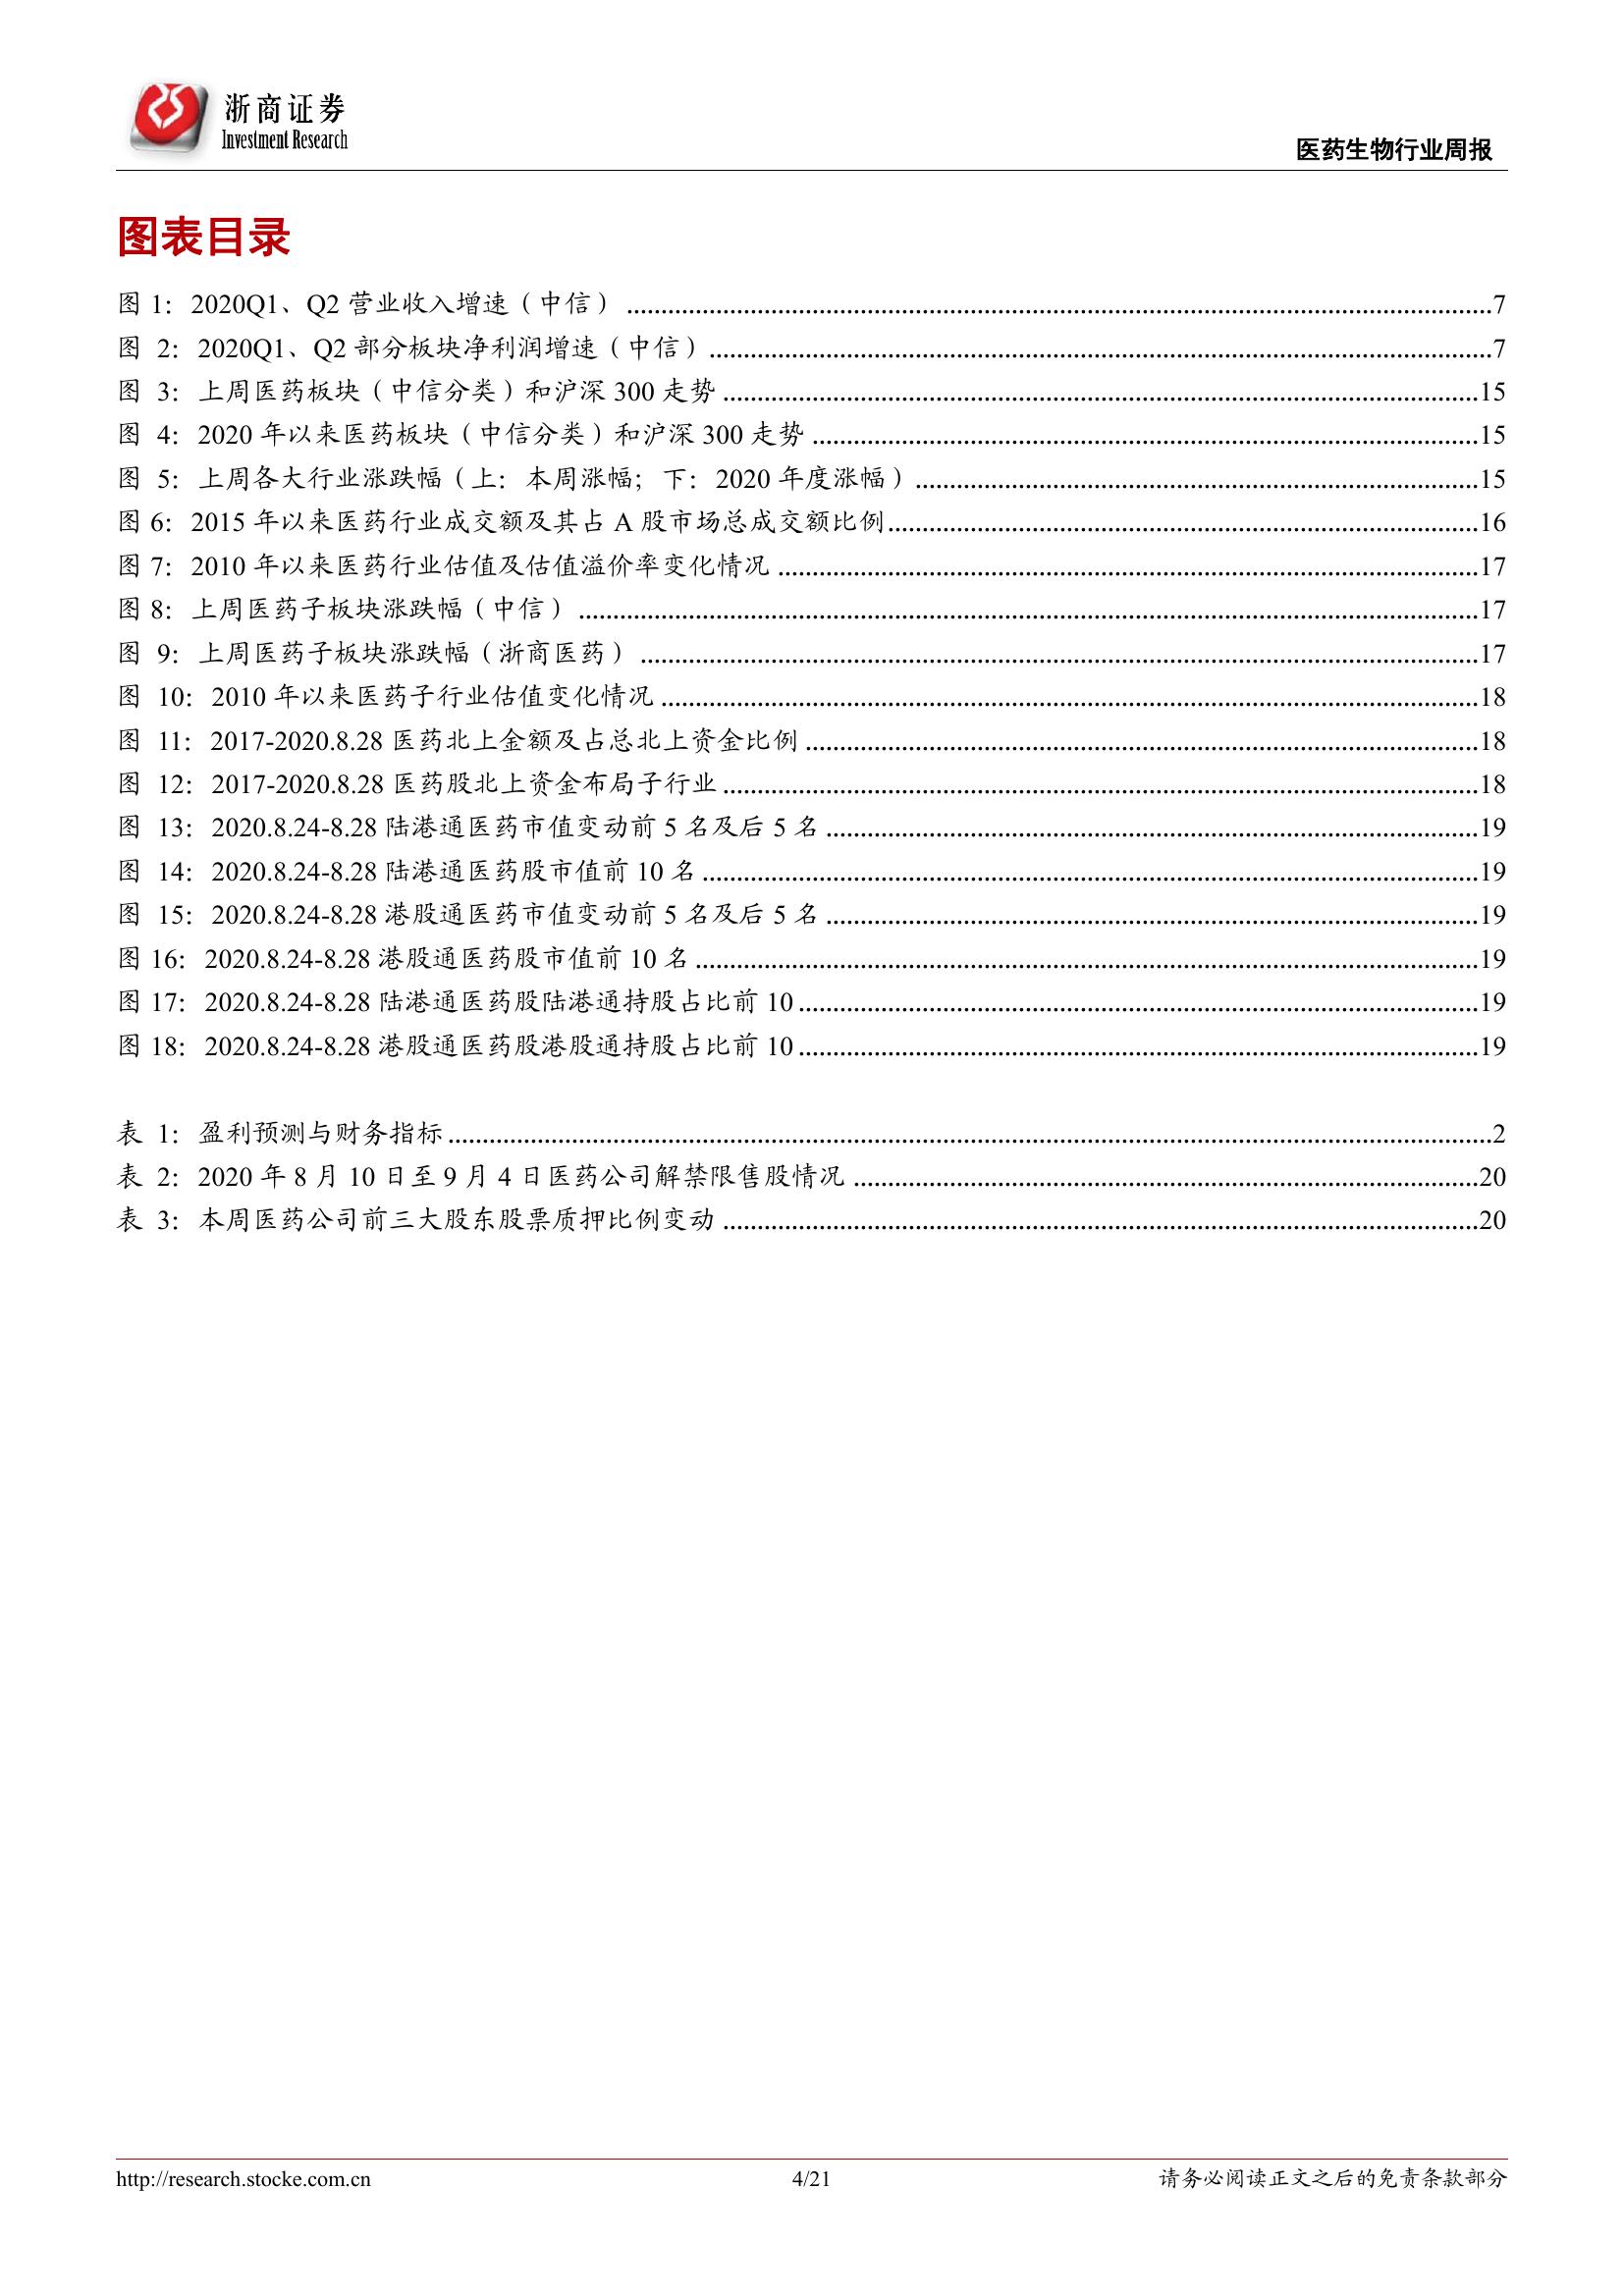 浙商证券
Investment Research
医药生物行业周报
图表目录
图 1：2020Q1、Q2 营业收入增速（中信） ........................................7
图 2：2020Q1、Q2 部分板块净利润增速（中信）........................................7
图 3：上周医药板块（中信分类）和沪深 300 走势 ........................................15
图 4：2020 年以来医药板块（中信分类）和沪深 300 走势 ........................................15
图 5：上周各大行业涨跌幅（上：本周涨幅；下：2020 年度涨幅）........................................15
图 6：2015 年以来医药行业成交额及其占 A 股市场总成交额比例........................................16
图 7：2010 年以来医药行业估值及估值溢价率变化情况 ........................................17
图 8：上周医药子板块涨跌幅（中信） ........................................17
图 9：上周医药子板块涨跌幅（浙商医药） ........................................17
图 10：2010 年以来医药子行业估值变化情况 ........................................18
图 11：2017-2020.8.28 医药北上金额及占总北上资金比例 ........................................18
图 12：2017-2020.8.28 医药股北上资金布局子行业 ........................................18
图 13：2020.8.24-8.28 陆港通医药市值变动前 5 名及后 5 名 ........................................19
图 14：2020.8.24-8.28 陆港通医药股市值前 10 名 ........................................19
图 15：2020.8.24-8.28 港股通医药市值变动前 5 名及后 5 名 ........................................19
图 16：2020.8.24-8.28 港股通医药股市值前 10 名 ........................................19
图 17：2020.8.24-8.28 陆港通医药股陆港通持股占比前 10 ........................................19
图 18：2020.8.24-8.28 港股通医药股港股通持股占比前 10 ........................................19
表 1：盈利预测与财务指标 ........................................2
表 2：2020 年 8 月 10 日至 9 月 4 日医药公司解禁限售股情况 ........................................20
表 3：本周医药公司前三大股东股票质押比例变动 ........................................20
http://research.stocke.com.cn 4/21 请务必阅读正文之后的免责条款部分